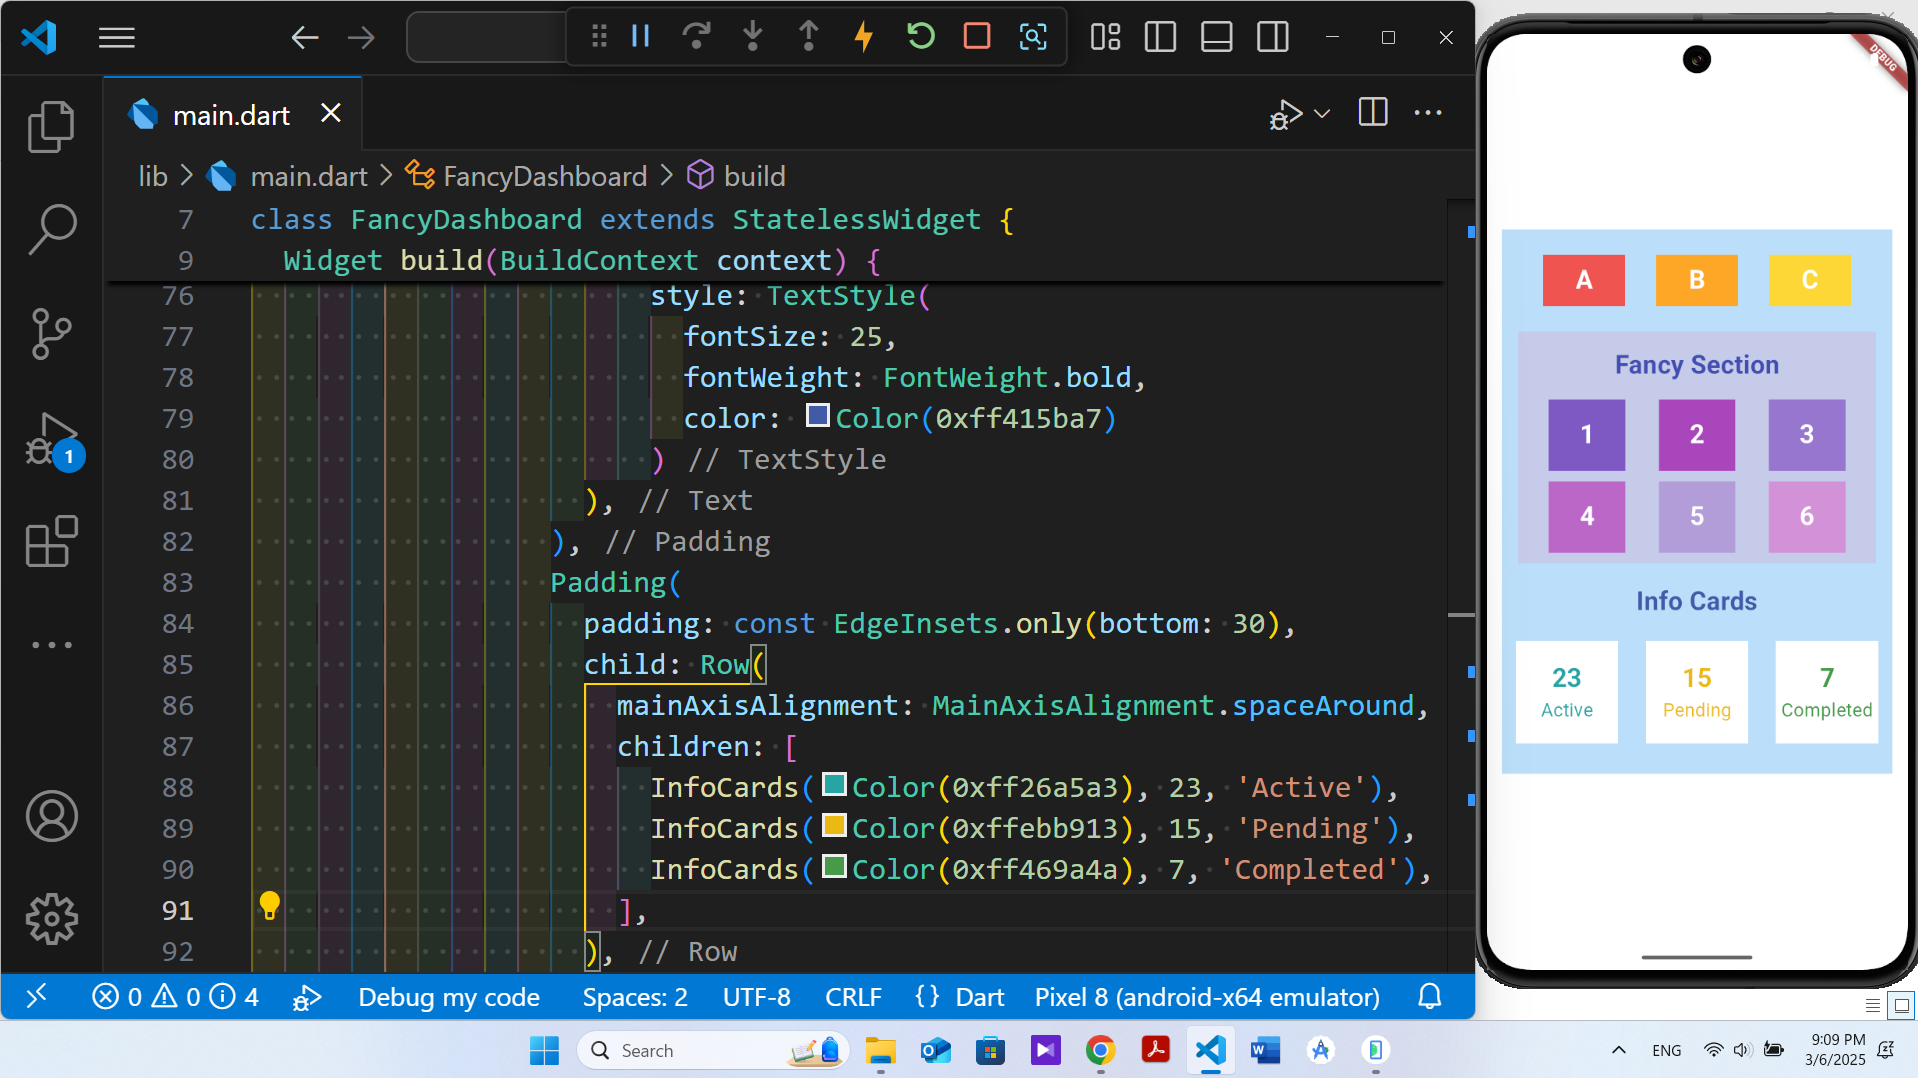 main.dart
lib > main.dart > FancyDashboard > build
7 class FancyDashboard extends StatelessWidget {
9 Widget build(BuildContext context) {
76 style: TextStyle(
77 fontSize: 25,
78 fontWeight: FontWeight.bold,
79 color: Color(0xff415ba7)
80 ) // TextStyle
81 ), // Text
82 ), // Padding
83 Padding(
84 padding: const EdgeInsets.only(bottom: 30),
85 child: Row(
86 mainAxisAlignment: MainAxisAlignment.spaceAround,
87 children: [
88 InfoCards(Color(0xff26a5a3), 23, 'Active'),
89 InfoCards(Color(0xffebb913), 15, 'Pending'),
90 InfoCards(Color(0xff469a4a), 7, 'Completed'),
91 ],
92 ), // Row
1
0 0 4 Debug my code Spaces: 2 UTF-8 CRLF {} Dart Pixel 8 (android-x64 emulator)
DEBUG
A B C
Fancy Section
1 2 3
4 5 6
Info Cards
23 15 7
Active Pending Completed
Search
ENG
9:09 PM
3/6/2025